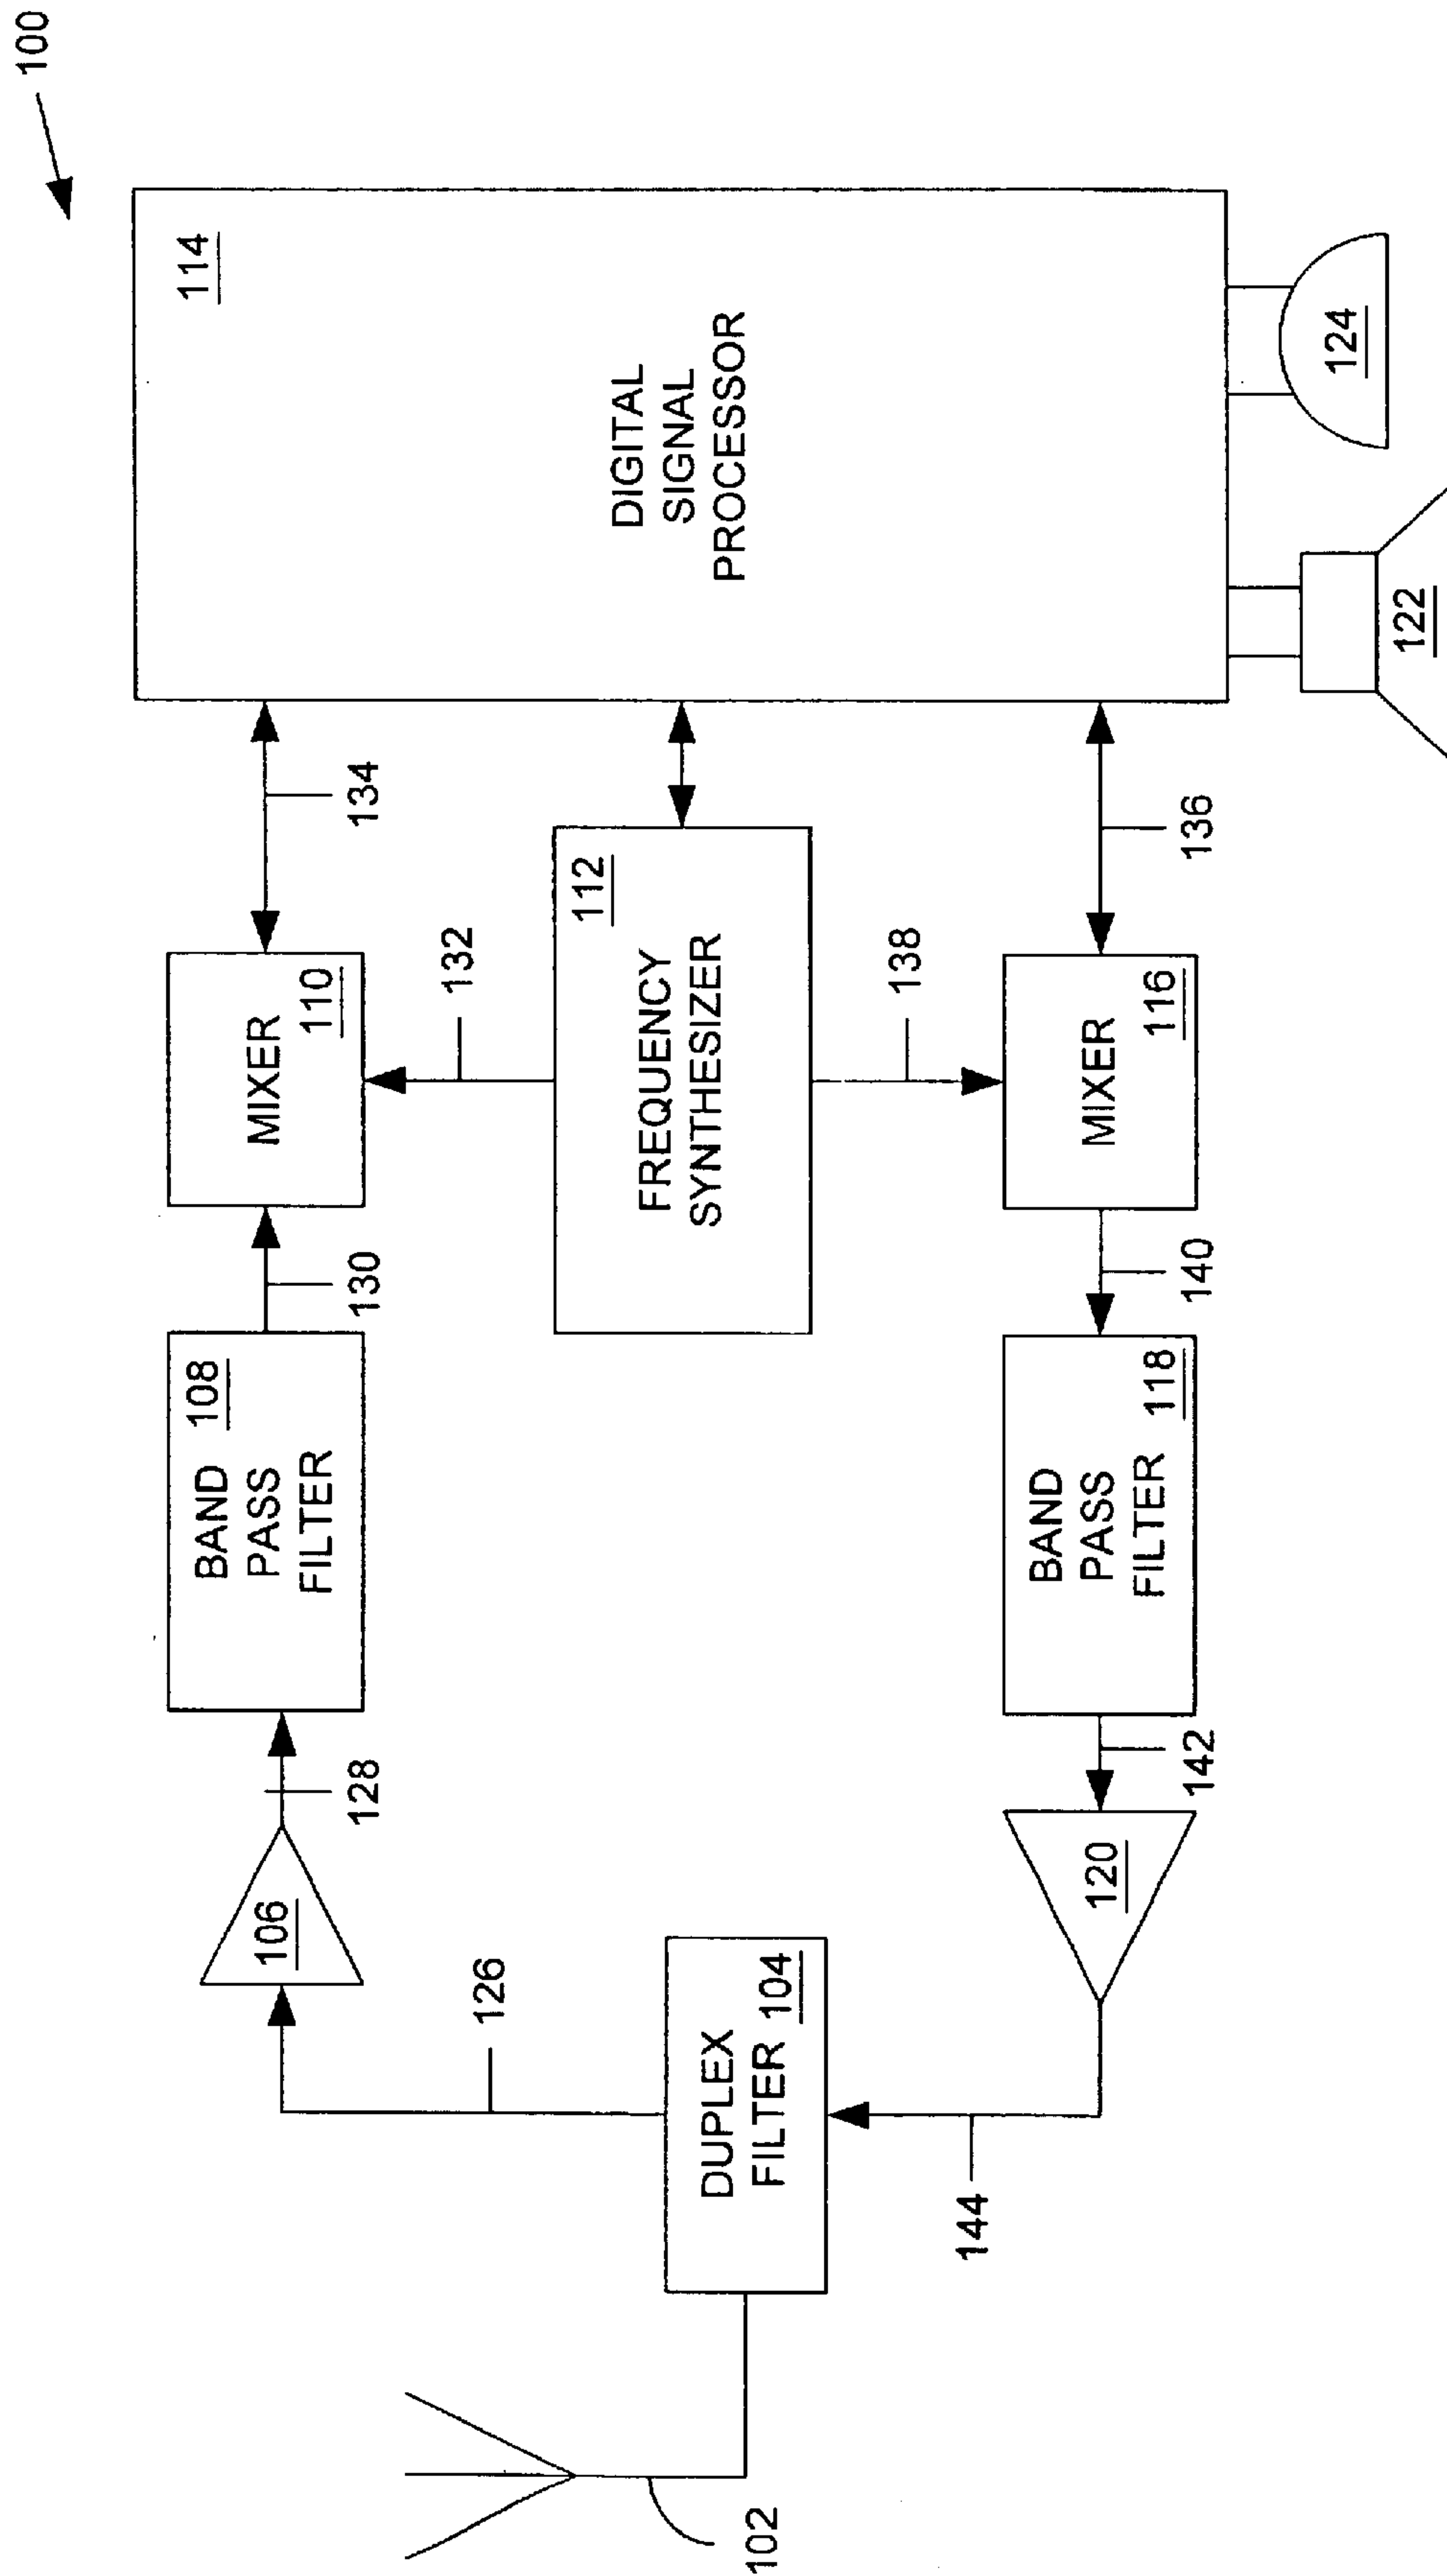 100
114
DIGITAL
SIGNAL
PROCESSOR
134
112
FREQUENCY
SYNTHESIZER
136
124
122
132
138
MIXER
110
MIXER
116
130
140
108
BAND
PASS
FILTER
118
BAND
PASS
FILTER
128
142
106
120
126
DUPLEX
FILTER 104
144
102